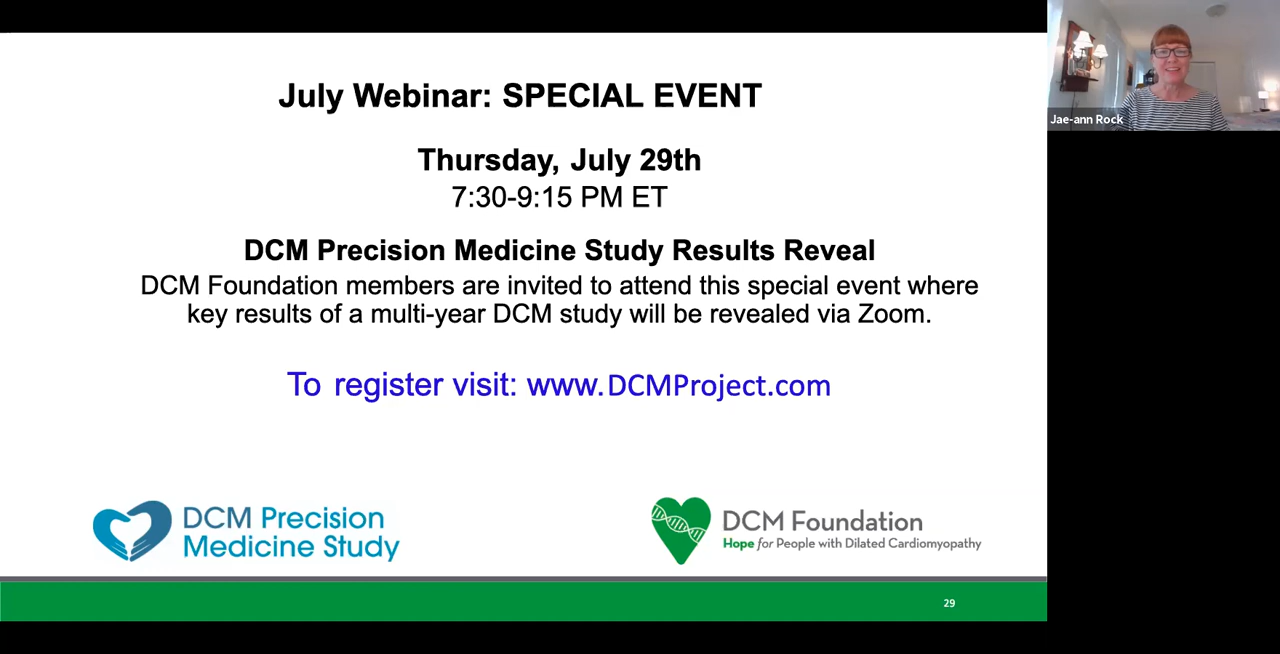 July Webinar: SPECIAL EVENT
Thursday, July 29th
7:30-9:15 PM ET
DCM Precision Medicine Study Results Reveal
DCM Foundation members are invited to attend this special event where
key results of a multi-year DCM study will be revealed via Zoom.
To register visit: www.DCMProject.com
DCM Precision
Medicine Study
DCM Foundation
Hope for People with Dilated Cardiomyopathy
29
Jae-ann Rock